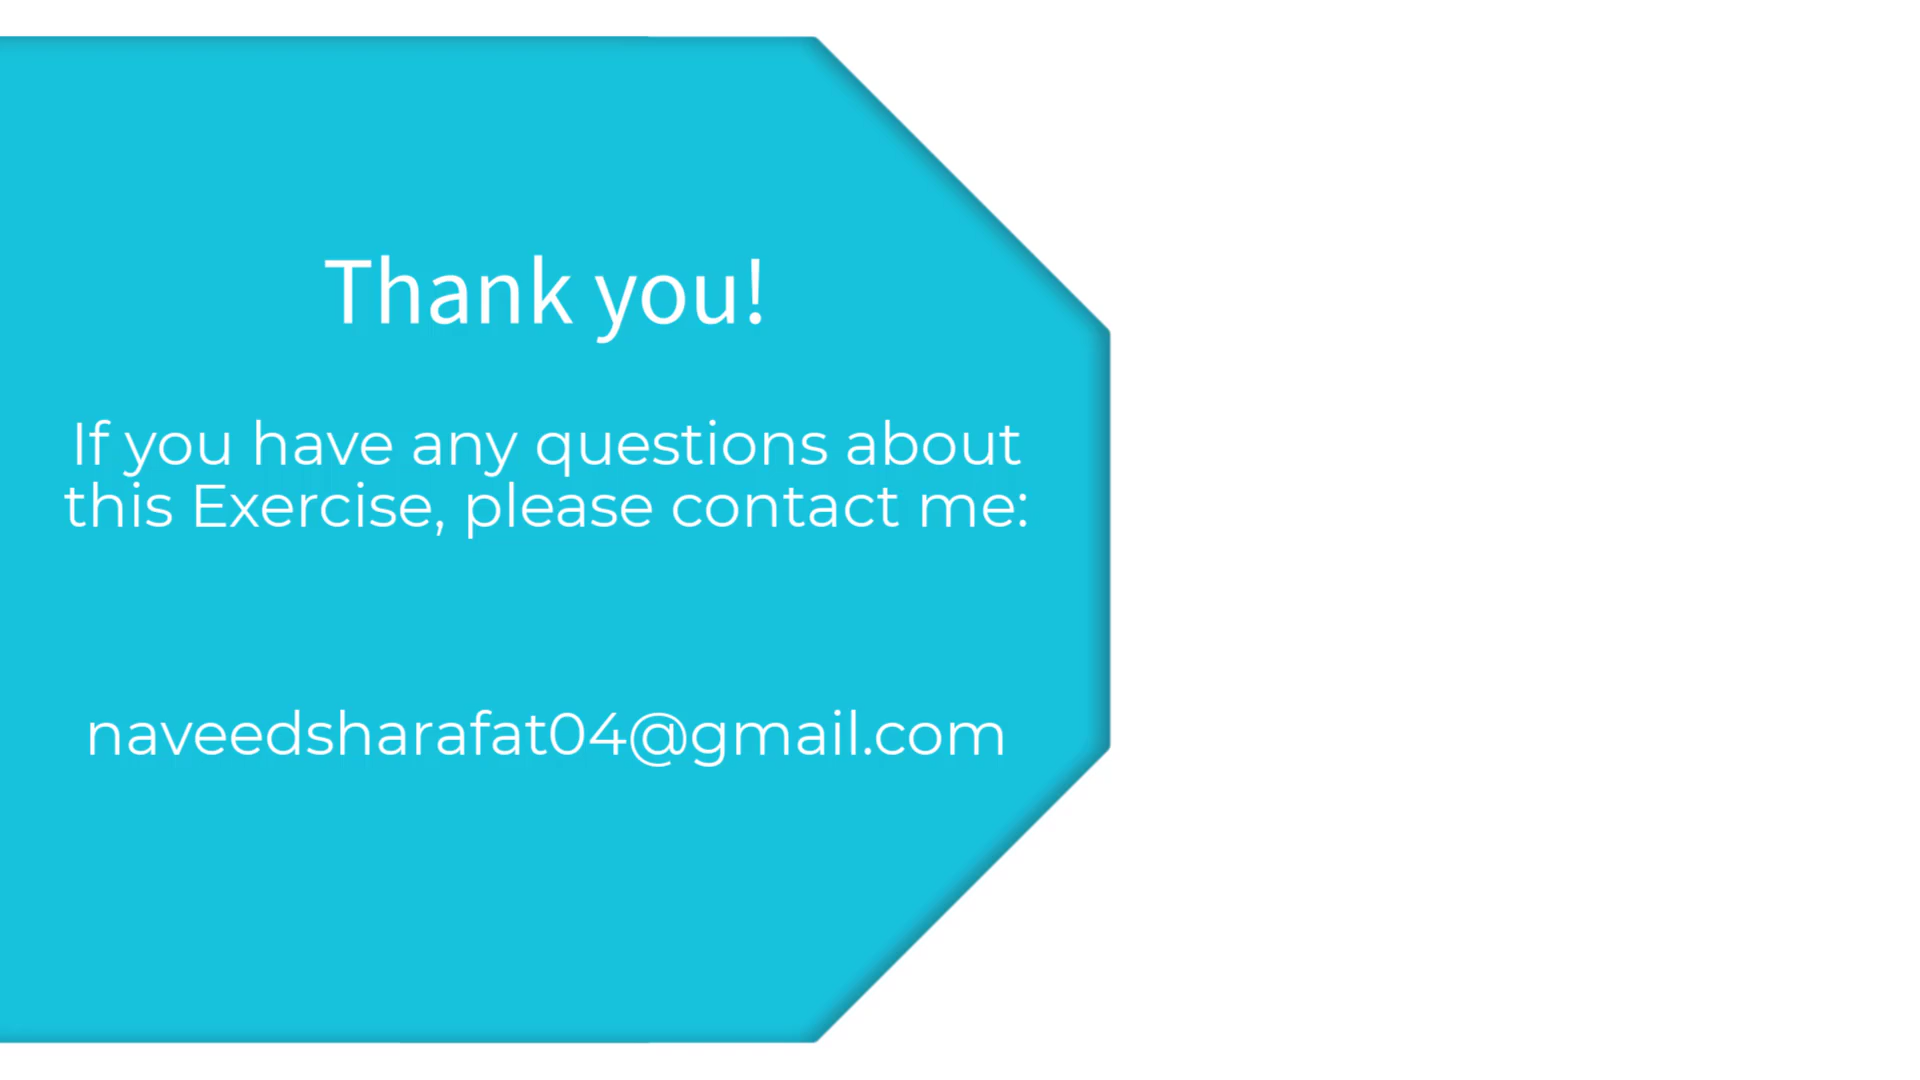 Thank you!
If you have any questions about
this Exercise, please contact me:
naveedsharafat04@gmail.com